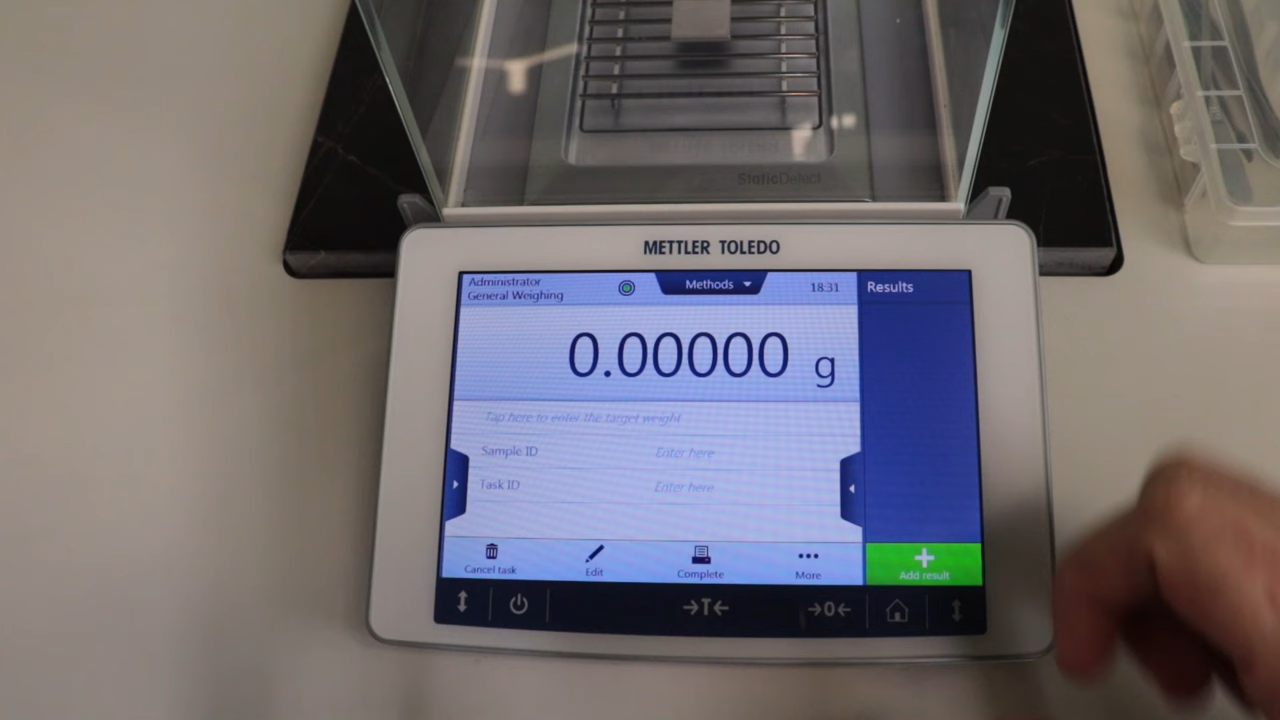 StaticDetect
METTLER TOLEDO
Administrator
General Weighing
Methods
18:31
Results
0.00000 g
Tap here to enter the target weight
Sample ID
Enter here
Task ID
Enter here
Cancel task
Edit
Complete
More
Add result
→T←
→0←